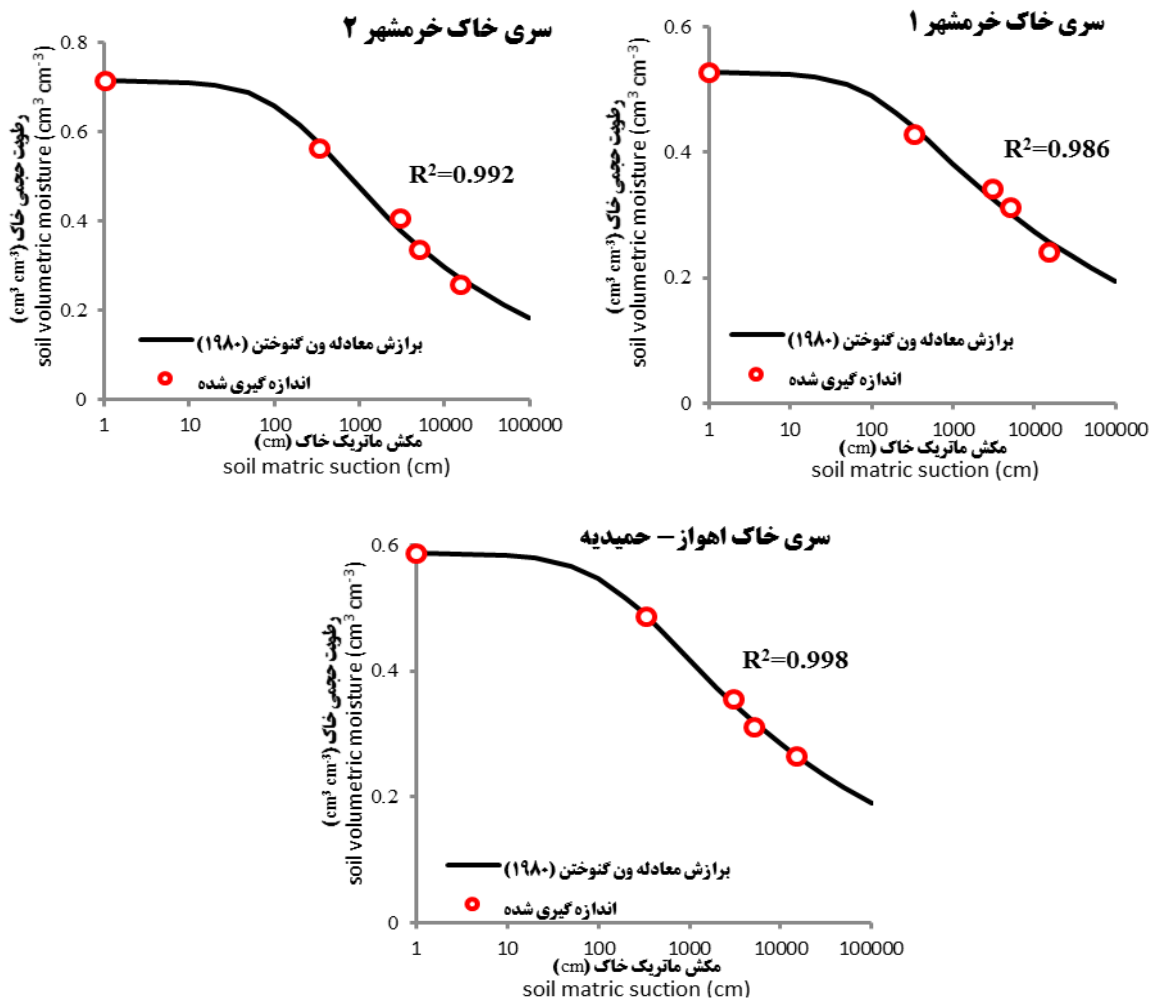 سری خاک خرمشهر ۲
رطوبت حجمی خاک (cm³ cm⁻³)
soil volumetric moisture (cm³ cm⁻³)
0.8
0.6
0.4
0.2
0
R²=0.992
برازش معادله ون گنوختن (۱۹۸۰)
اندازه گیری شده
1 10 100 1000 10000 100000
مکش ماتریک خاک (cm)
soil matric suction (cm)
سری خاک خرمشهر ۱
رطوبت حجمی خاک (cm³ cm⁻³)
soil volumetric moisture (cm³ cm⁻³)
0.6
0.4
0.2
0
R²=0.986
برازش معادله ون گنوختن (۱۹۸۰)
اندازه گیری شده
1 10 100 1000 10000 100000
مکش ماتریک خاک (cm)
soil matric suction (cm)
سری خاک اهواز – حمیدیه
رطوبت حجمی خاک (cm³ cm⁻³)
soil volumetric moisture (cm³ cm⁻³)
0.6
0.4
0.2
0
R²=0.998
برازش معادله ون گنوختن (۱۹۸۰)
اندازه گیری شده
1 10 100 1000 10000 100000
مکش ماتریک خاک (cm)
soil matric suction (cm)